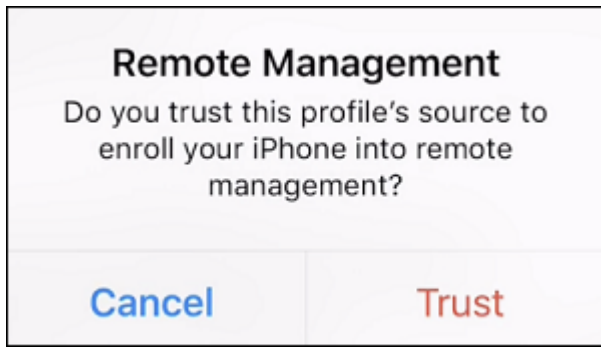 Remote Management
Do you trust this profile's source to
enroll your iPhone into remote
management?
Cancel
Trust